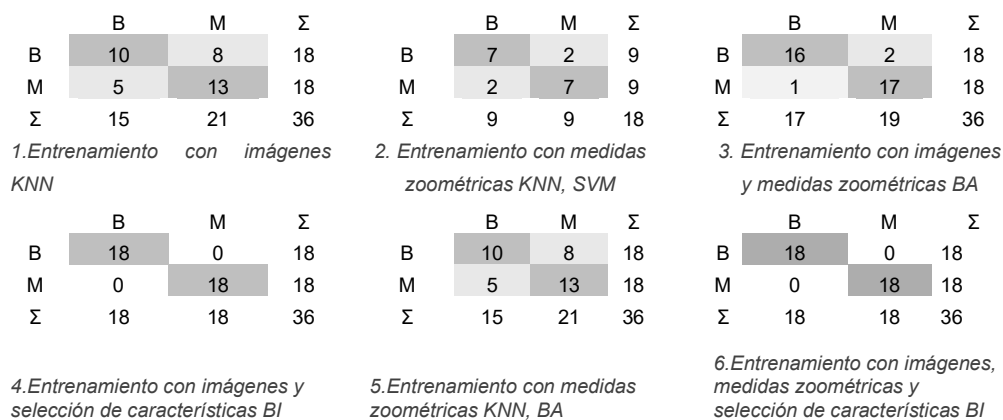 B M Σ
B 10 8 18
M 5 13 18
Σ 15 21 36
1.Entrenamiento con imágenes
KNN
B M Σ
B 7 2 9
M 2 7 9
Σ 9 9 18
2. Entrenamiento con medidas
zoométricas KNN, SVM
B M Σ
B 16 2 18
M 1 17 18
Σ 17 19 36
3. Entrenamiento con imágenes
y medidas zoométricas BA
B M Σ
B 18 0 18
M 0 18 18
Σ 18 18 36
4.Entrenamiento con imágenes y
selección de características BI
B M Σ
B 10 8 18
M 5 13 18
Σ 15 21 36
5.Entrenamiento con medidas
zoométricas KNN, BA
B M Σ
B 18 0 18
M 0 18 18
Σ 18 18 36
6.Entrenamiento con imágenes,
medidas zoométricas y
selección de características BI